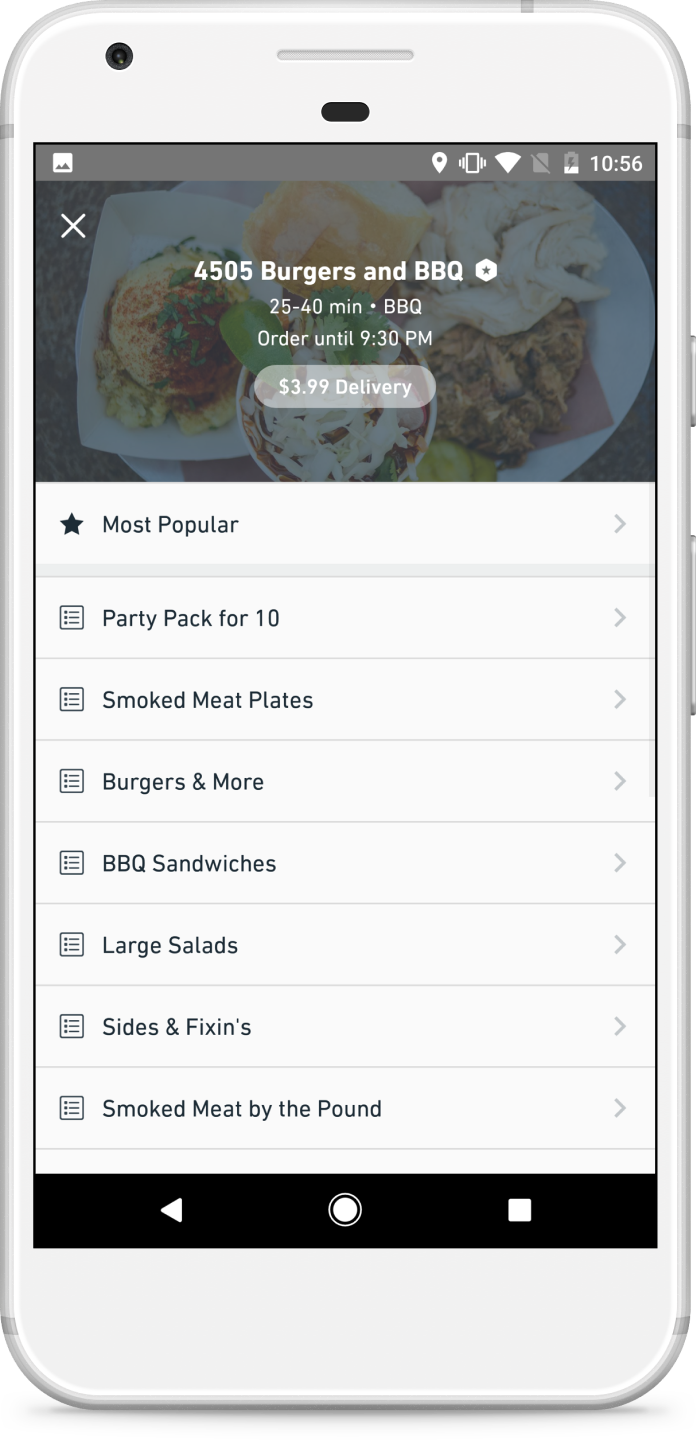 10:56
4505 Burgers and BBQ
25-40 min • BBQ
Order until 9:30 PM
$3.99 Delivery
Most Popular
Party Pack for 10
Smoked Meat Plates
Burgers & More
BBQ Sandwiches
Large Salads
Sides & Fixin's
Smoked Meat by the Pound